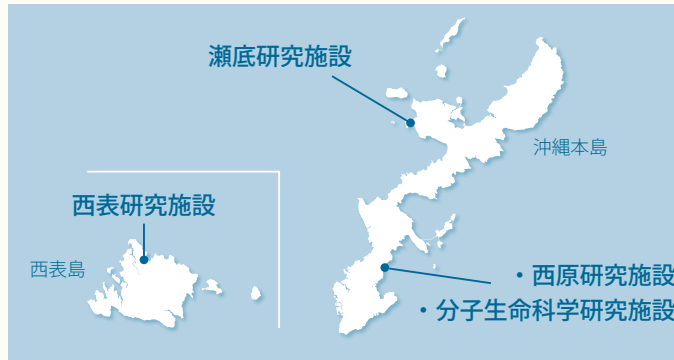 瀬底研究施設
沖縄本島
西表研究施設
西表島
・西原研究施設
・分子生命科学研究施設